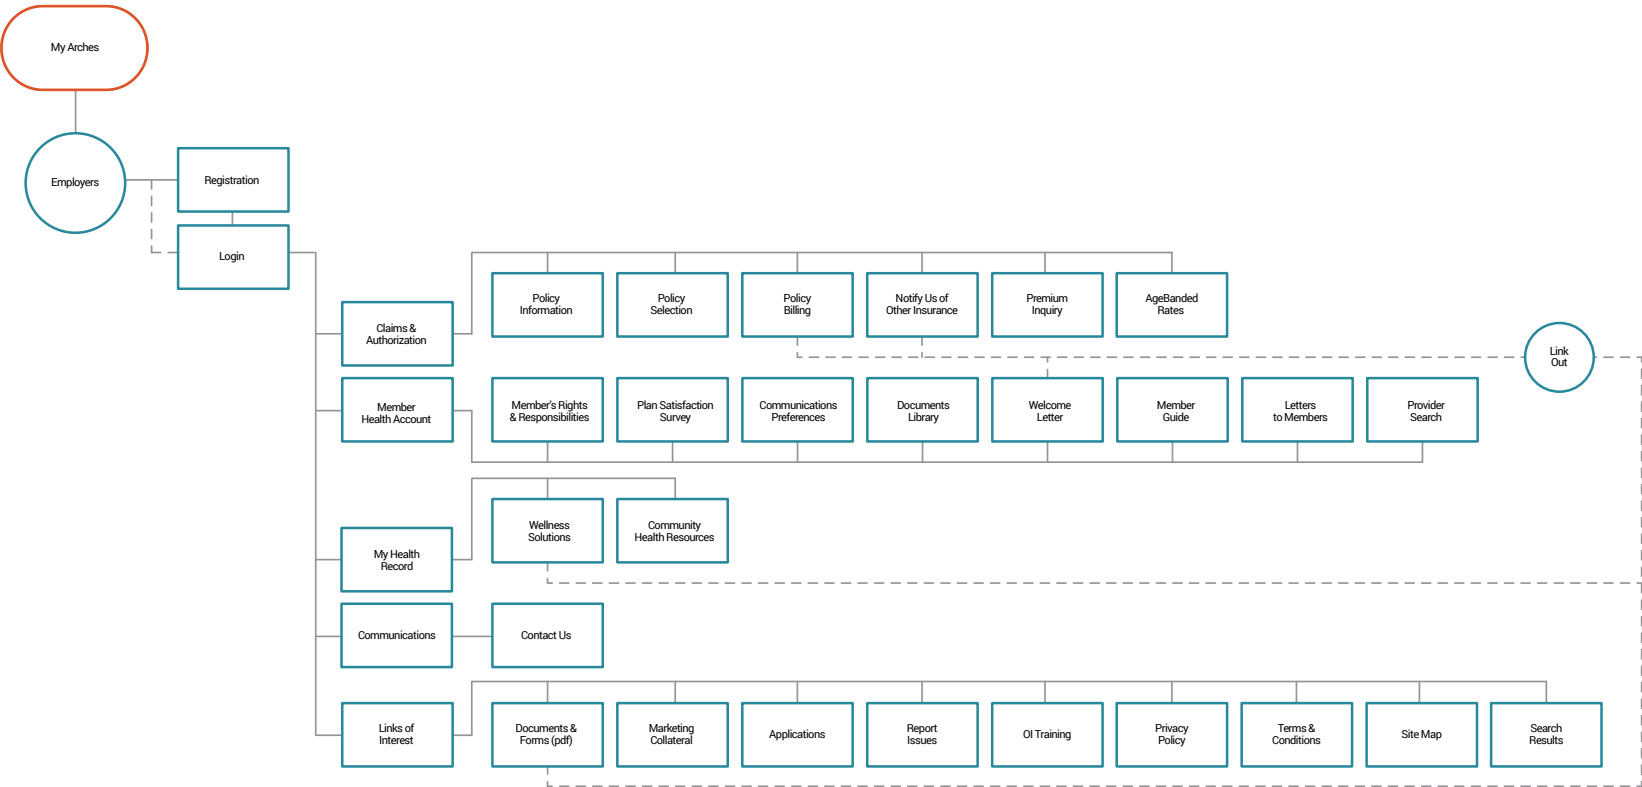 My Arches
Employers
Registration
Login
Claims &
Authorization
Policy
Information
Policy
Selection
Policy
Billing
Notify Us of
Other Insurance
Premium
Inquiry
AgeBanded
Rates
Link
Out
Member
Health Account
Member's Rights
& Responsibilities
Plan Satisfaction
Survey
Communications
Preferences
Documents
Library
Welcome
Letter
Member
Guide
Letters
to Members
Provider
Search
My Health
Record
Wellness
Solutions
Community
Health Resources
Communications
Contact Us
Links of
Interest
Documents &
Forms (pdf)
Marketing
Collateral
Applications
Report
Issues
OI Training
Privacy
Policy
Terms &
Conditions
Site Map
Search
Results